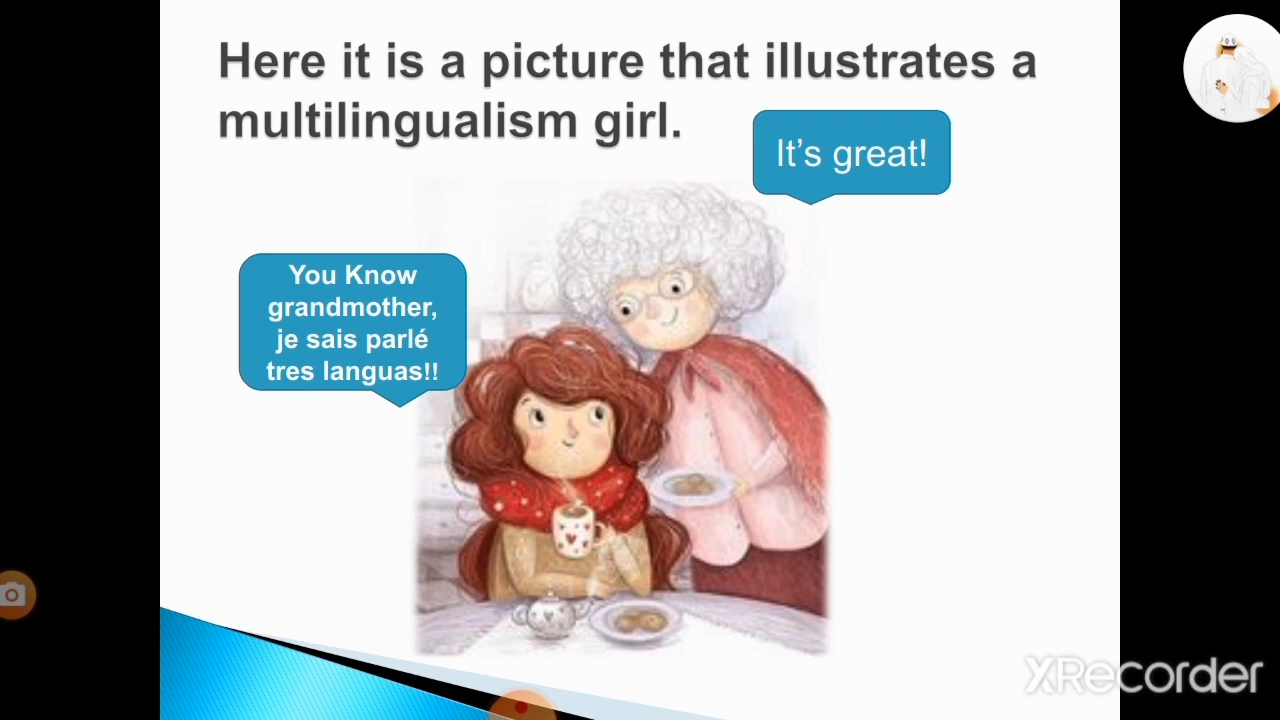 Here it is a picture that illustrates a
multilingualism girl.
It's great!
You Know
grandmother,
je sais parlé
tres languas!!
XRecorder